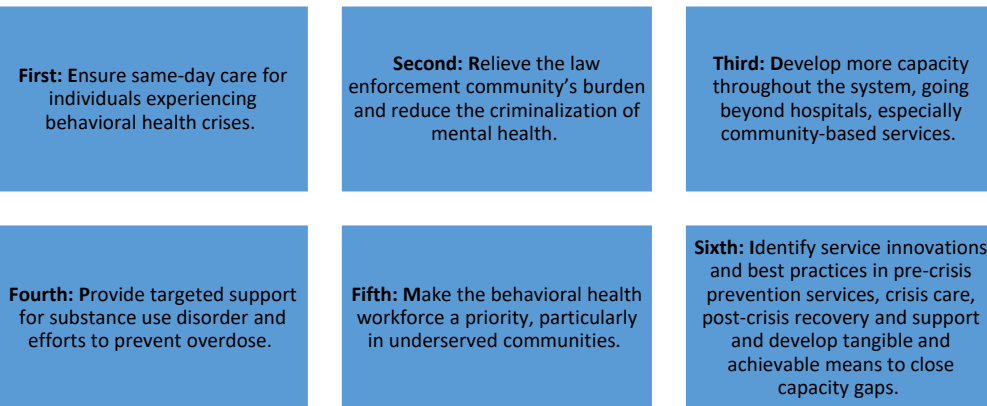 First: Ensure same-day care for
individuals experiencing
behavioral health crises.
Second: Relieve the law
enforcement community’s burden
and reduce the criminalization of
mental health.
Third: Develop more capacity
throughout the system, going
beyond hospitals, especially
community-based services.
Fourth: Provide targeted support
for substance use disorder and
efforts to prevent overdose.
Fifth: Make the behavioral health
workforce a priority, particularly
in underserved communities.
Sixth: Identify service innovations
and best practices in pre-crisis
prevention services, crisis care,
post-crisis recovery and support
and develop tangible and
achievable means to close
capacity gaps.